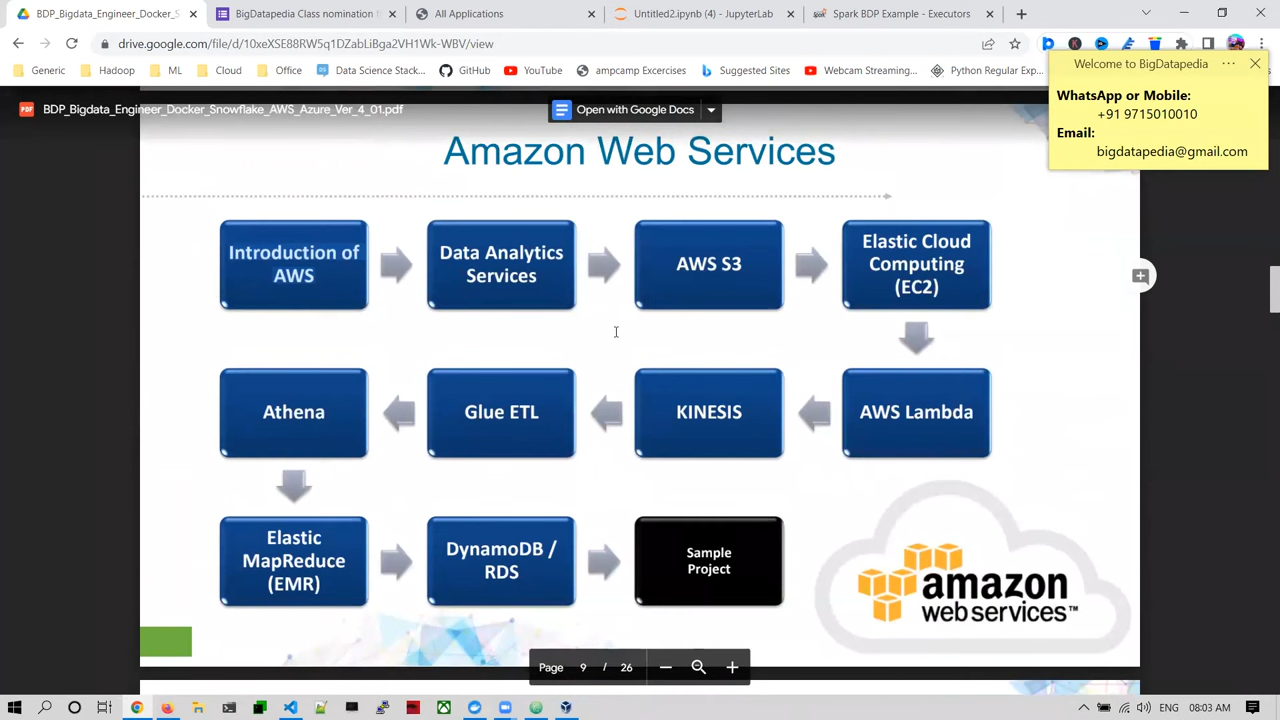 BDP_Bigdata_Engineer_Docker_S
BigDatapedia Class nomination f
All Applications
Untitled2.ipynb (4) - JupyterLab
Spark BDP Example - Executors
drive.google.com/file/d/10xeXSE88RW5q1DZabLiBga2VH1Wk-WPV/view
Generic
Hadoop
ML
Cloud
Office
Data Science Stack...
GitHub
YouTube
ampcamp Excercises
Suggested Sites
Webcam Streaming...
Python Regular Exp...
Welcome to BigDatapedia
WhatsApp or Mobile:
+91 9715010010
Email:
bigdatapedia@gmail.com
PDF
BDP_Bigdata_Engineer_Docker_Snowflake_AWS_Azure_Ver_4_01.pdf
Open with Google Docs
Amazon Web Services
Introduction of
AWS
Data Analytics
Services
AWS S3
Elastic Cloud
Computing
(EC2)
Athena
Glue ETL
KINESIS
AWS Lambda
Elastic
MapReduce
(EMR)
DynamoDB /
RDS
Sample
Project
amazon
web services™
Page 9 / 26
ENG
08:03 AM